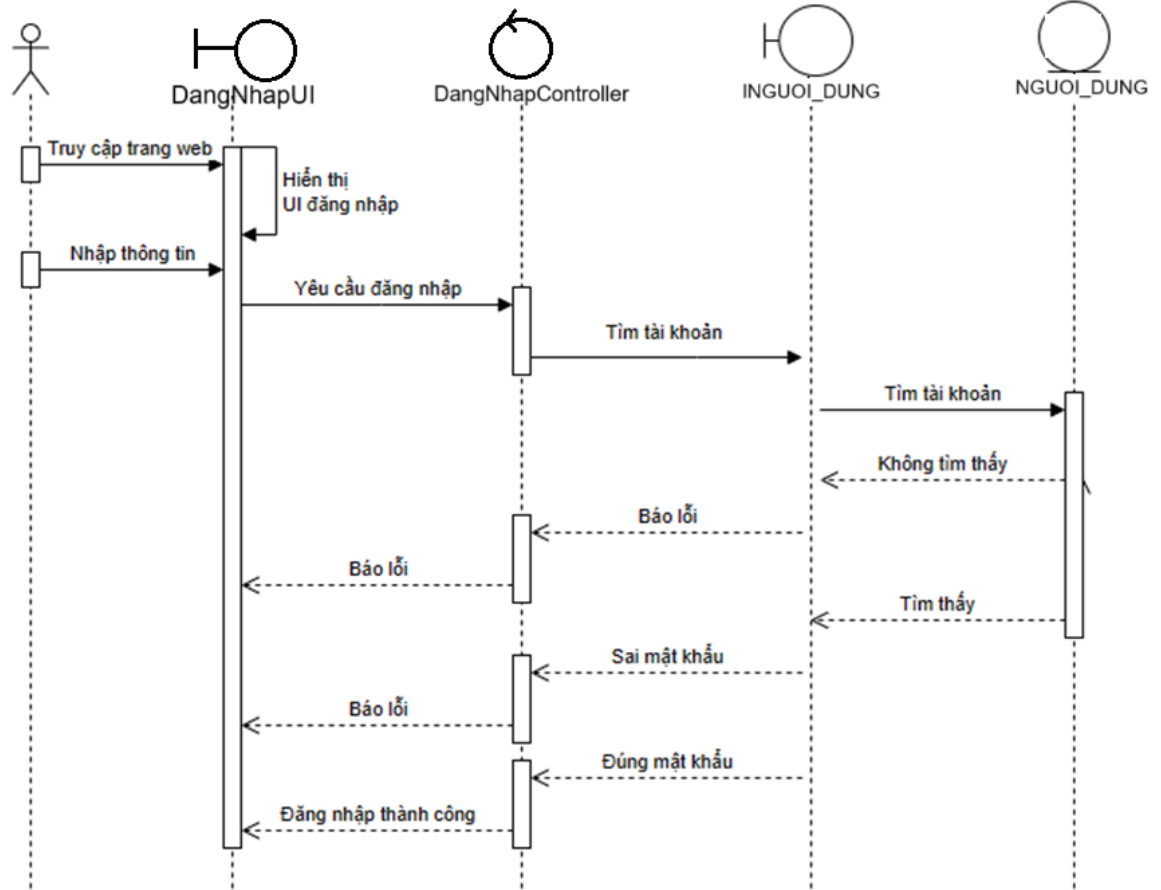 DangNhapUI
DangNhapController
INGUOI_DUNG
NGUOI_DUNG
Truy cập trang web
Hiển thị
UI đăng nhập
Nhập thông tin
Yêu cầu đăng nhập
Tìm tài khoản
Tìm tài khoản
Không tìm thấy
Báo lỗi
Báo lỗi
Tìm thấy
Sai mật khẩu
Báo lỗi
Đúng mật khẩu
Đăng nhập thành công